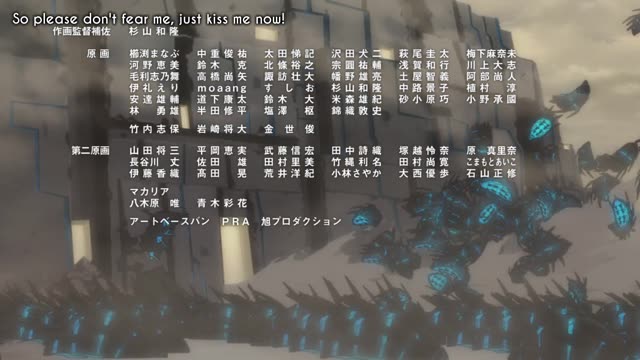 So please don't fear me, just kiss me now!
作画監督補佐 杉山和隆
原画 櫛渕まなぶ 中重俊祐 太田悌記 沢田犬二 萩尾圭太 梅下麻奈未
河野恵美 鈴木克 北條裕之 宗圓祐輔 浅賀和行 川上大志
毛利志乃舞 高橋尚矢 諏訪壮大 幡野雄亮 土屋智義 阿部尚人
伊礼えり moaang すしお 杉山和隆 中路景子 植村淳
安達雄輔 道下康太 鈴木大 米森雄紀 砂小原巧 小野承國
林勇雄 半田修平 塩澤枢 錦織敦史
竹内志保 岩崎将大 金世俊
第二原画 山田将三 平岡恵実 武藤信宏 田中詩織 塚越怜奈 原真里奈
長谷川丈 佐田雄 田村里美 竹縄利名 田村尚寛 こまもとあいこ
伊藤香織 高田晃 荒井洋紀 小林さやか 大西優歩 石山正修
マカリア
八木原唯 青木彩花
アートベースバン PRA 旭プロダクション